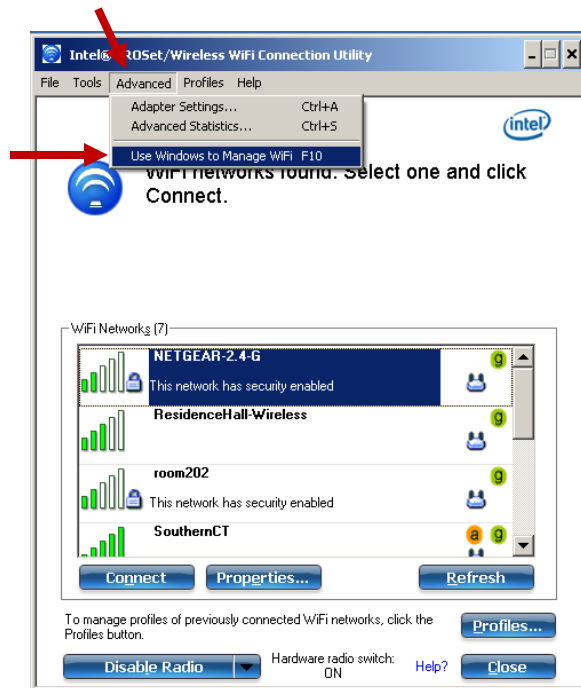 Intel® PROSet/Wireless WiFi Connection Utility
File Tools Advanced Profiles Help
Adapter Settings... Ctrl+A
Advanced Statistics... Ctrl+S
Use Windows to Manage WiFi F10
intel
WiFi networks found. Select one and click
Connect.
WiFi Networks (7)
NETGEAR-2.4-G
g
This network has security enabled
ResidenceHall-Wireless
g
room202
g
This network has security enabled
SouthernCT
a g
Connect Properties... Refresh
To manage profiles of previously connected WiFi networks, click the
Profiles button.
Profiles...
Disable Radio
Hardware radio switch:
ON
Help?
Close